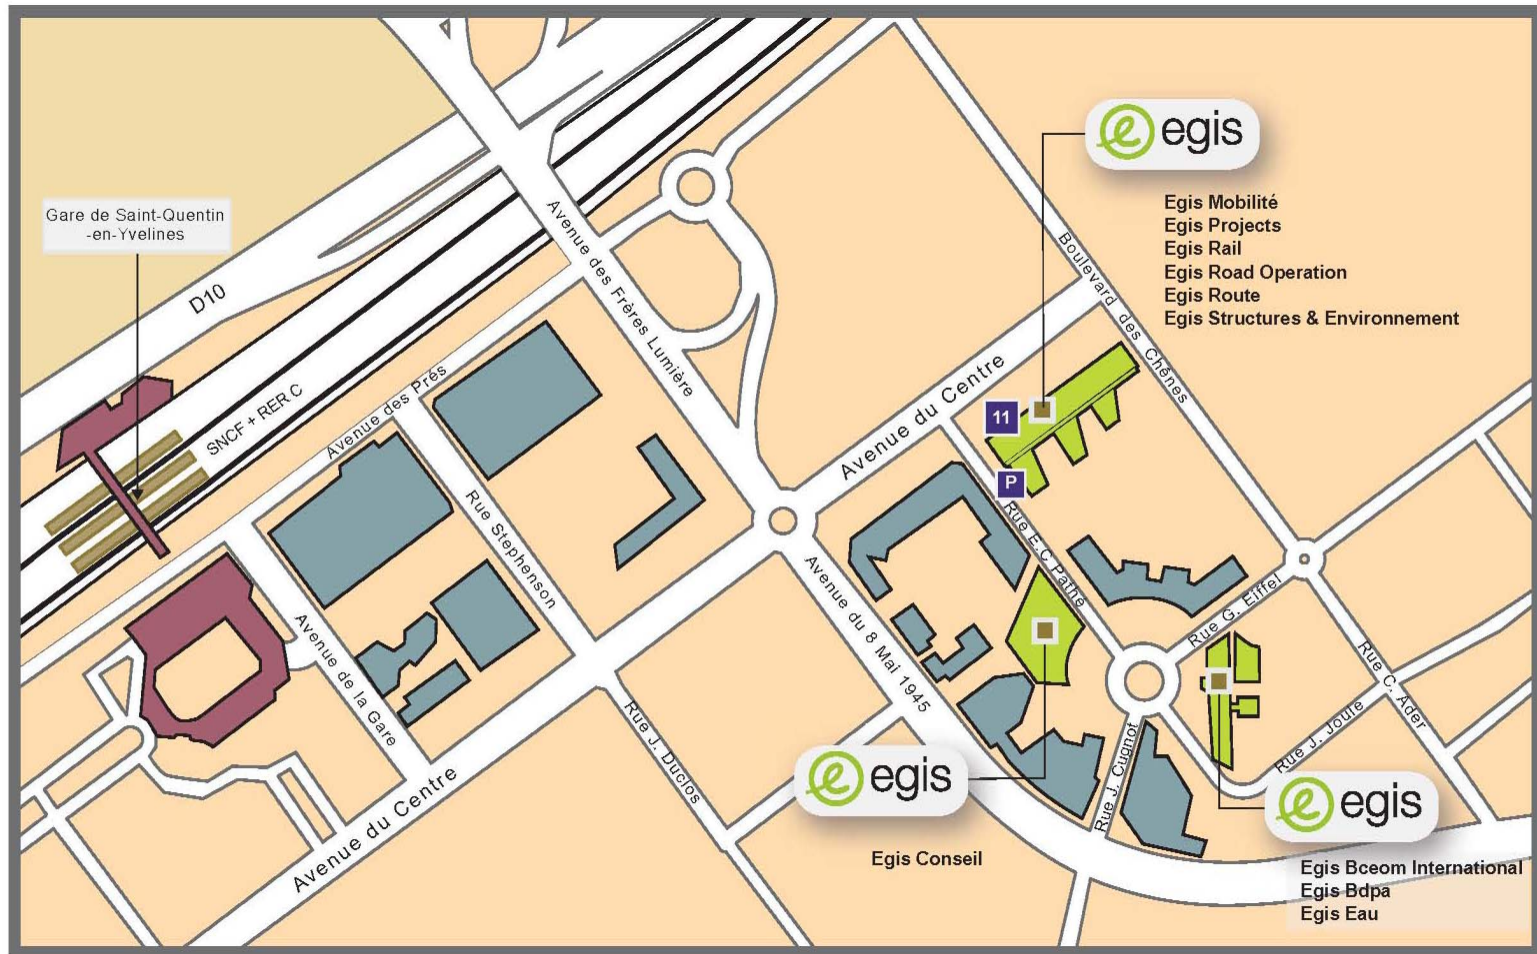 egis
Egis Mobilité
Egis Projects
Egis Rail
Egis Road Operation
Egis Route
Egis Structures & Environnement
Gare de Saint-Quentin
-en-Yvelines
D10
SNCF + RER C
Avenue des Prés
Avenue des Frères Lumière
Boulevard des Chênes
Avenue du Centre
11
P
Rue Stephenson
Rue E.C Pathé
Avenue du 8 Mai 1945
Rue G. Eiffel
Avenue de la Gare
Rue C. Ader
Rue J. Duclos
Rue J. Cugnot
Rue J. Joule
Avenue du Centre
egis
Egis Conseil
egis
Egis Bceom International
Egis Bdpa
Egis Eau